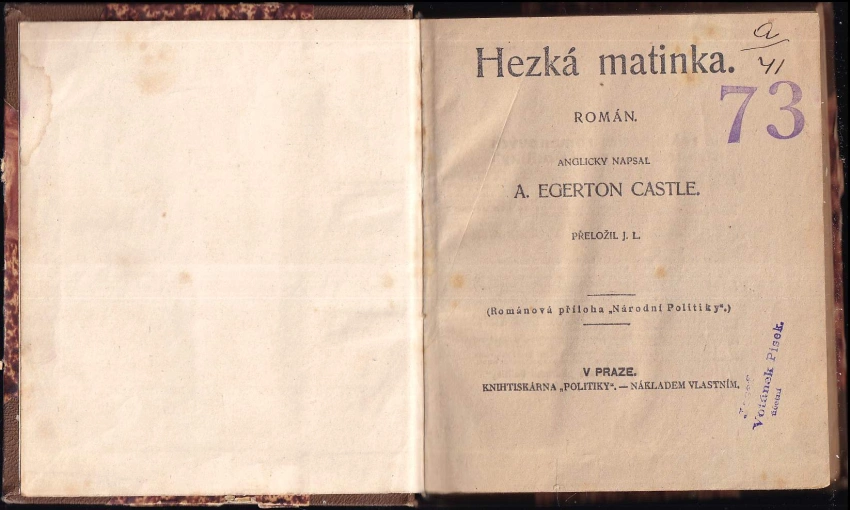 Hezká matinka.
a
41
73
ROMÁN.
ANGLICKY NAPSAL
A. EGERTON CASTLE.
PŘELOŽIL J. L.
(Románová příloha „Národní Politiky“.)
V PRAZE.
KNIHTISKÁRNA „POLITIKY“. — NÁKLADEM VLASTNÍM.
Votánek Písek.